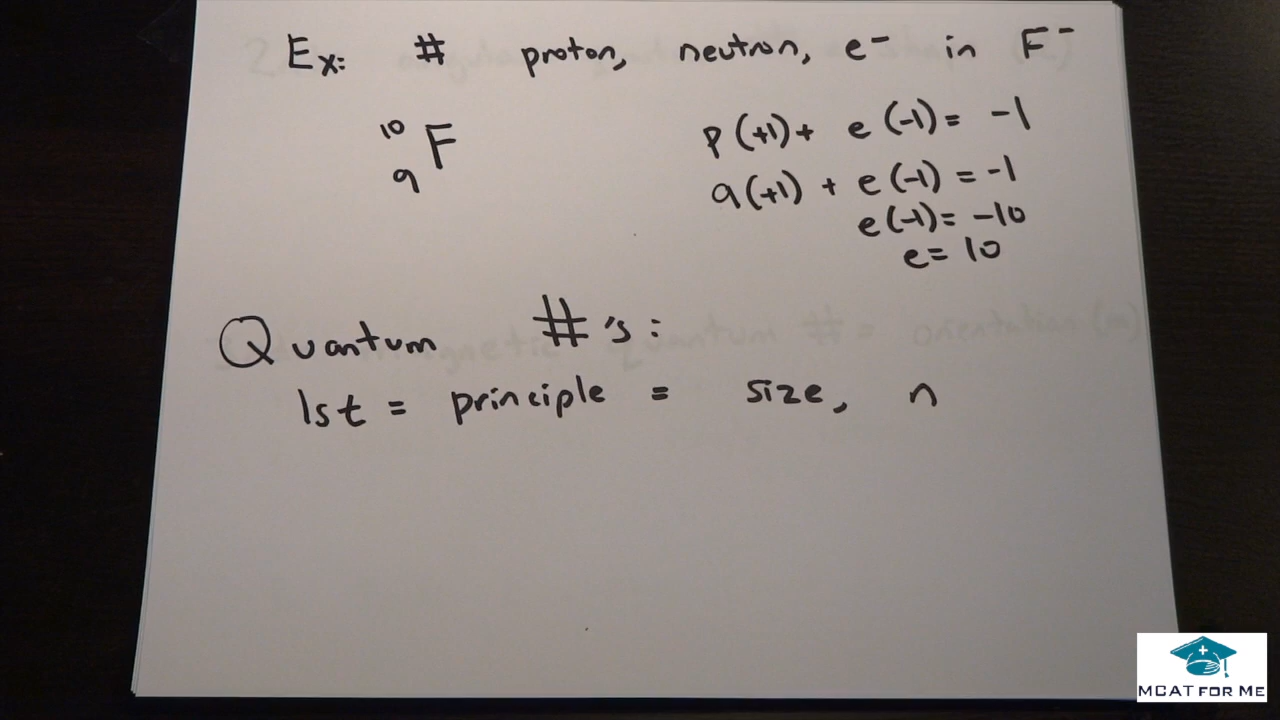 Ex: # proton, neutron, e⁻ in F⁻
10
9 F
p (+1) + e (-1) = -1
9 (+1) + e (-1) = -1
e (-1) = -10
e = 10
Quantum #'s:
1st = principle = size, n
MCAT FOR ME